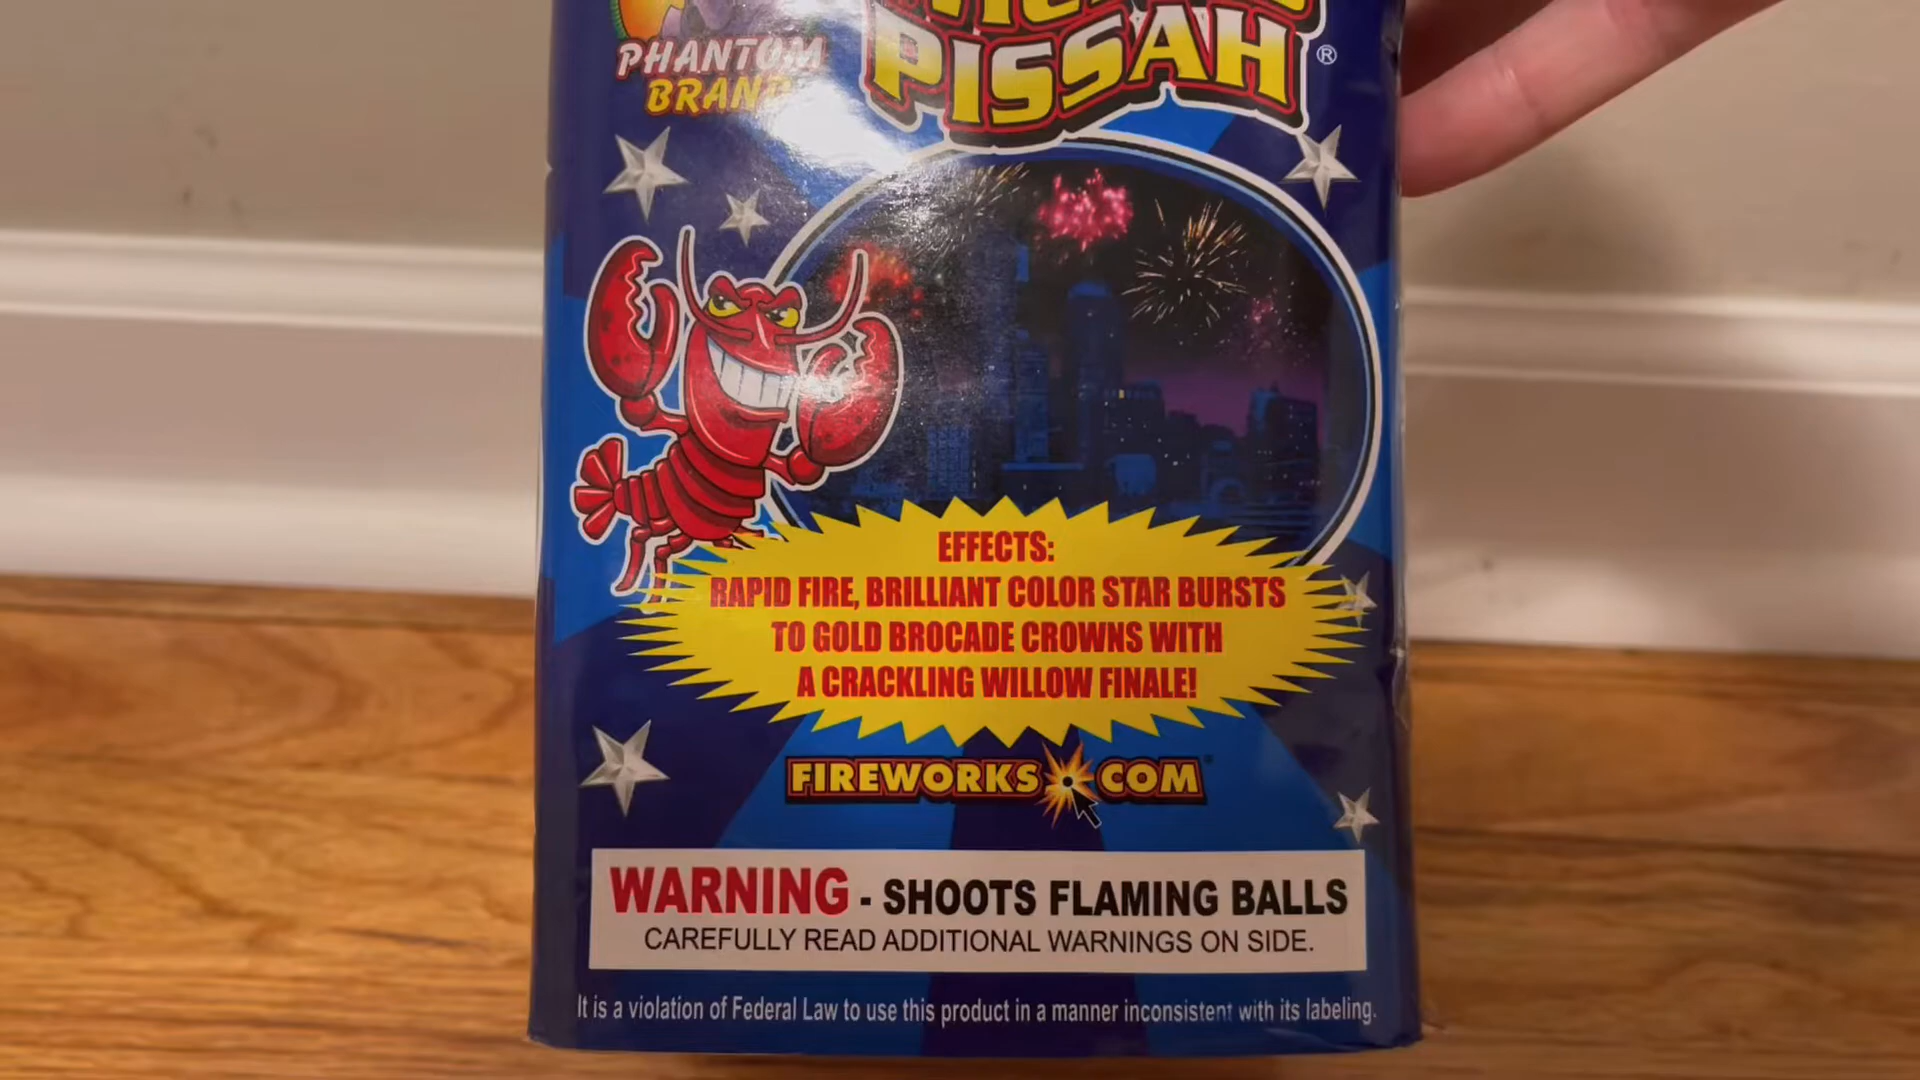 PHANTOM
BRAND
PISSAH®
EFFECTS:
RAPID FIRE, BRILLIANT COLOR STAR BURSTS
TO GOLD BROCADE CROWNS WITH
A CRACKLING WILLOW FINALE!
FIREWORKS COM
WARNING - SHOOTS FLAMING BALLS
CAREFULLY READ ADDITIONAL WARNINGS ON SIDE.
It is a violation of Federal Law to use this product in a manner inconsistent with its labeling.